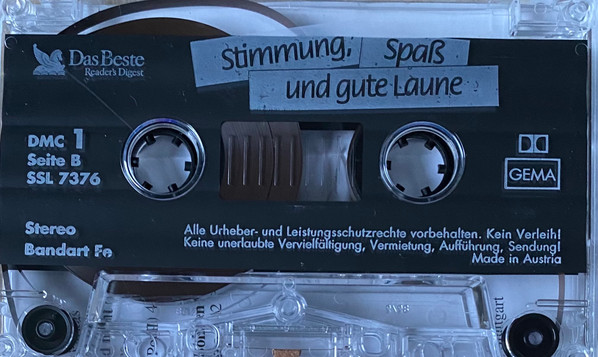 Das Beste
Reader's Digest
Stimmung, Spaß
und gute Laune
DMC 1
Seite B
SSL 7376
GEMA
Stereo
Bandart Fe
Alle Urheber- und Leistungsschutzrechte vorbehalten. Kein Verleih!
Keine unerlaubte Vervielfältigung, Vermietung, Aufführung, Sendung!
Made in Austria